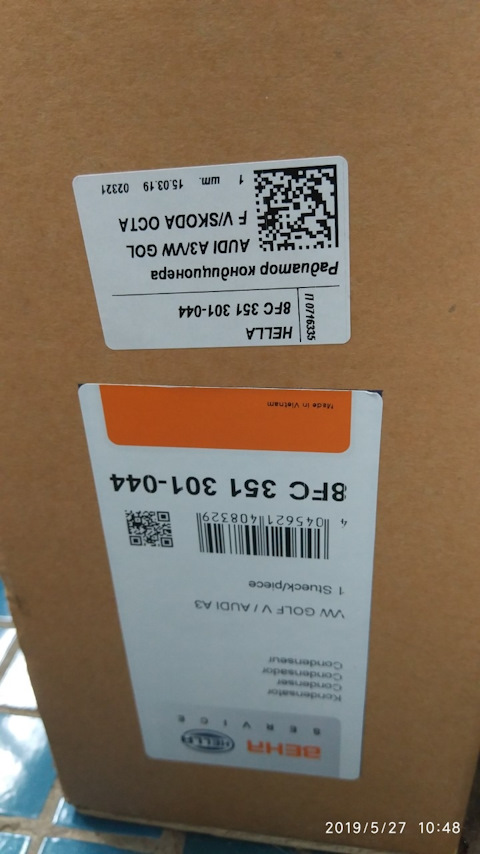 HELLA
8FC 351 301-044
П 0716335
Радиатор кондиционера
AUDI A3/VW GOL
F V/SKODA OCTA
1 шт. 15.03.19 02321
BEHR
HELLA
SERVICE
Kondensator
Condenser
Condensador
Condenseur
VW GOLF V / AUDI A3
1 Stueck/piece
4 045621 408329
8FC 351 301-044
Made in Vietnam
2019/5/27 10:48